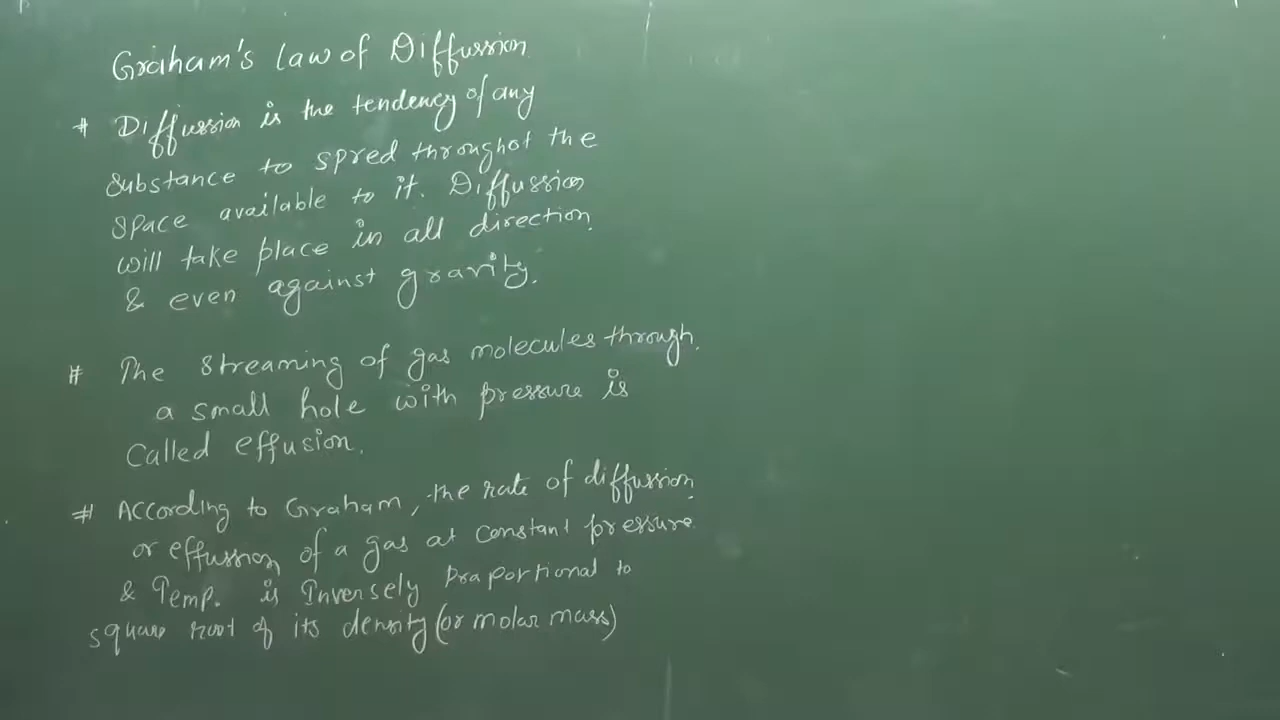 Graham's Law of Diffussion
# Diffussion is the tendency of any
substance to spred throughot the
space available to it. Diffussion
will take place in all direction.
& even against gravity.
# The streaming of gas molecules through.
a small hole with pressure is
called effusion.
# According to Graham, the rate of diffussion
or effussion of a gas at constant pressure
& Temp. is Inversely praportional to
square root of its density (or molar mass)